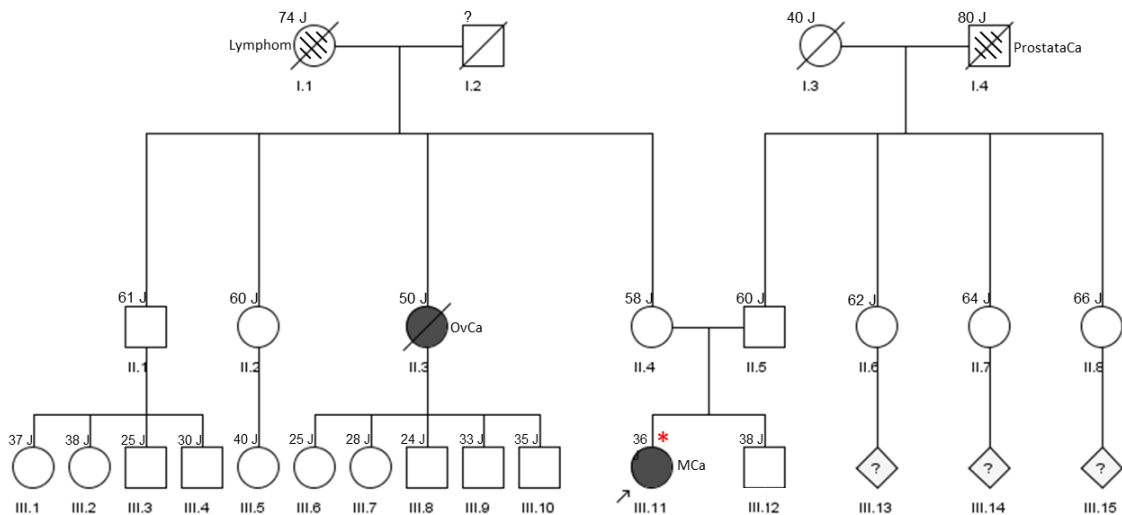 74 J ? 40 J 80 J
Lymphom ProstataCa
I.1 I.2 I.3 I.4
61 J 60 J 50 J 58 J 60 J 62 J 64 J 66 J
OvCa
II.1 II.2 II.3 II.4 II.5 II.6 II.7 II.8
37 J 38 J 25 J 30 J 40 J 25 J 28 J 24 J 33 J 35 J 36 J * 38 J
MCa ? ? ?
III.1 III.2 III.3 III.4 III.5 III.6 III.7 III.8 III.9 III.10 III.11 III.12 III.13 III.14 III.15